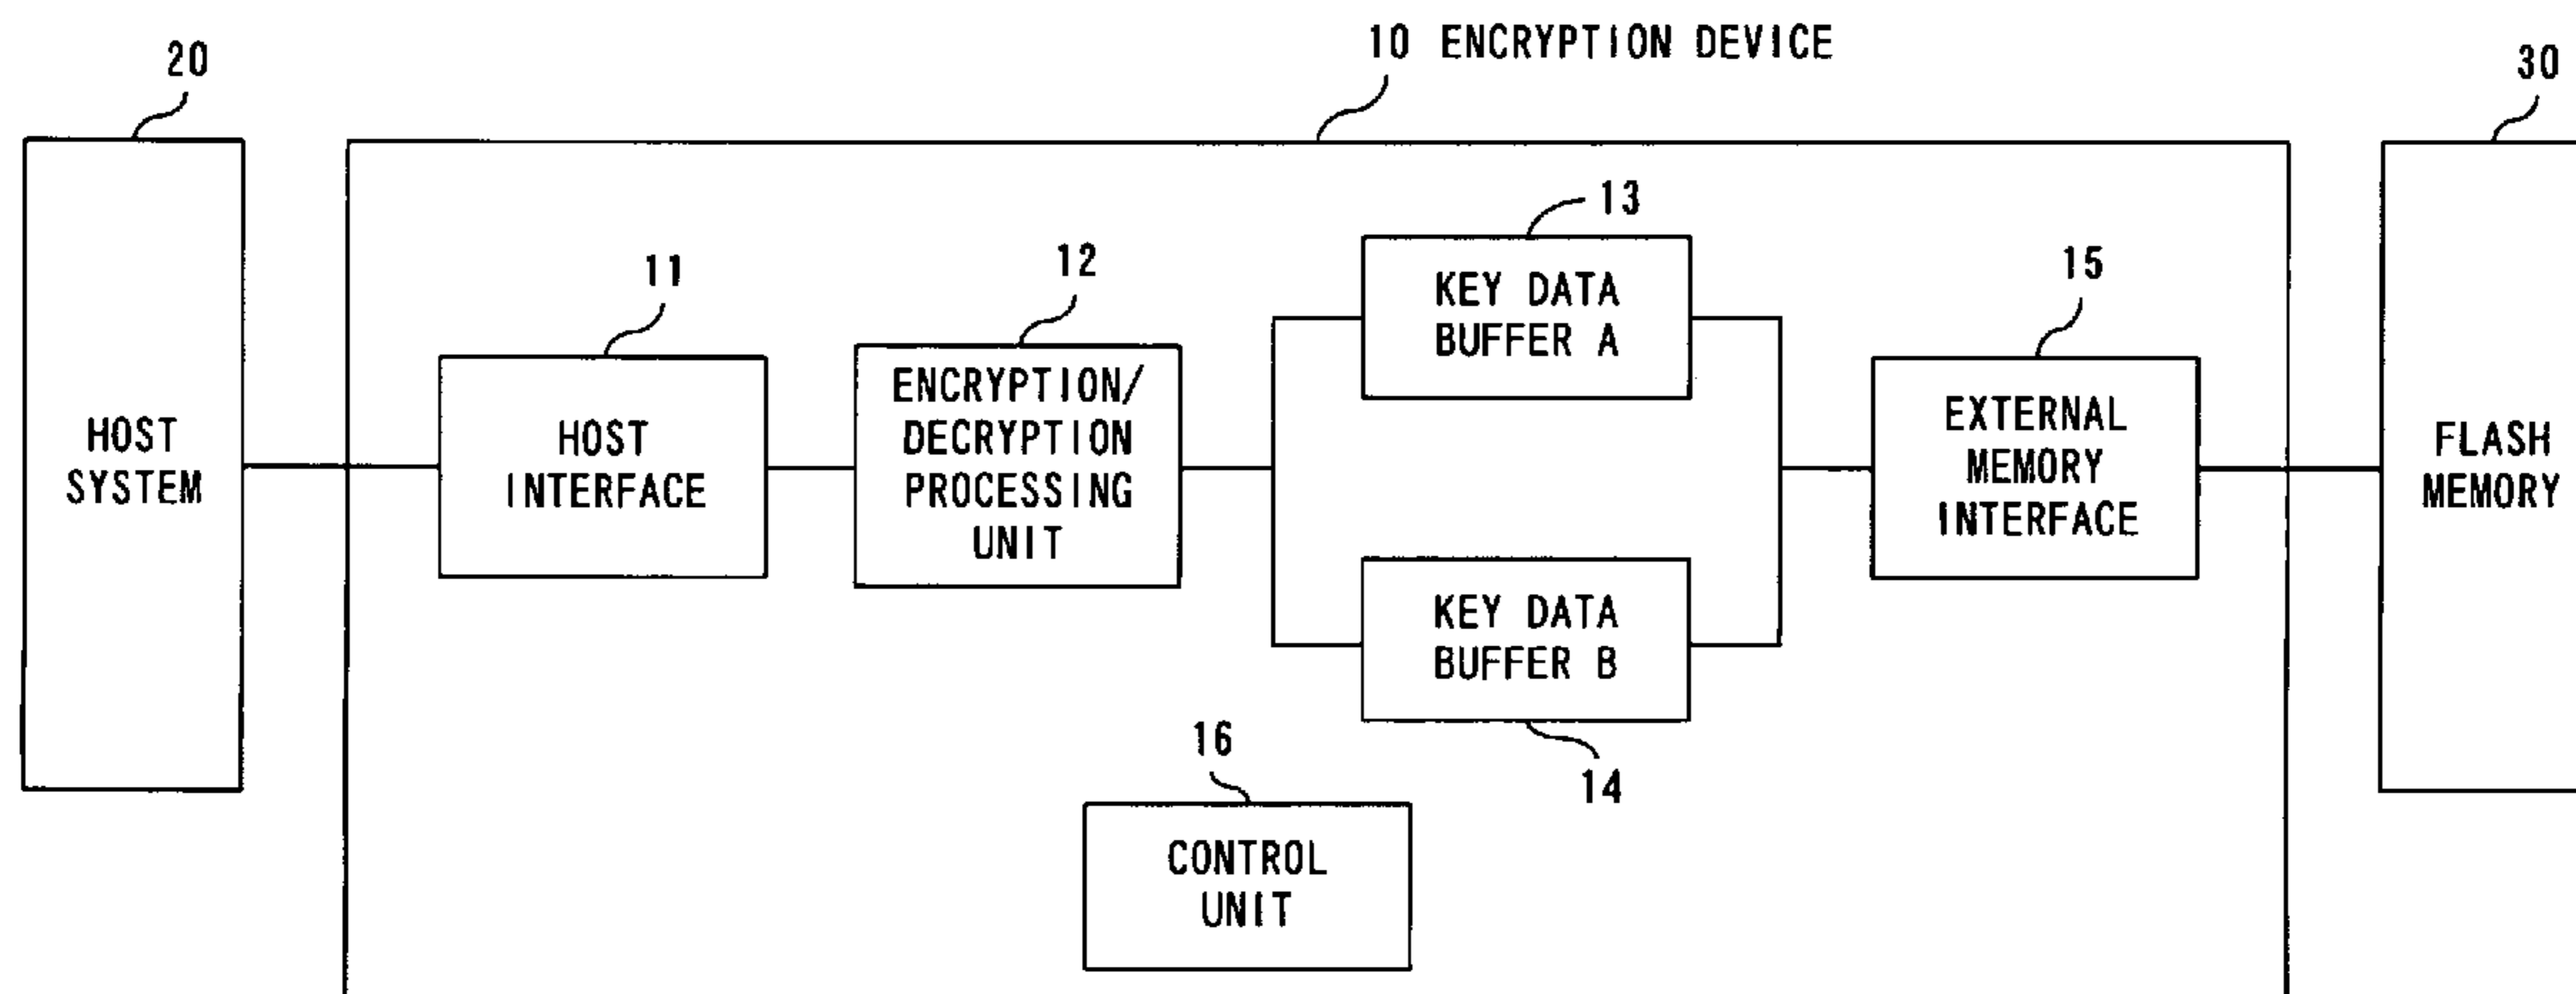 10 ENCRYPTION DEVICE
20
30
13
11
12
15
KEY DATA
BUFFER A
ENCRYPTION/
DECRYPTION
PROCESSING
UNIT
HOST
SYSTEM
HOST
INTERFACE
EXTERNAL
MEMORY
INTERFACE
FLASH
MEMORY
KEY DATA
BUFFER B
14
16
CONTROL
UNIT